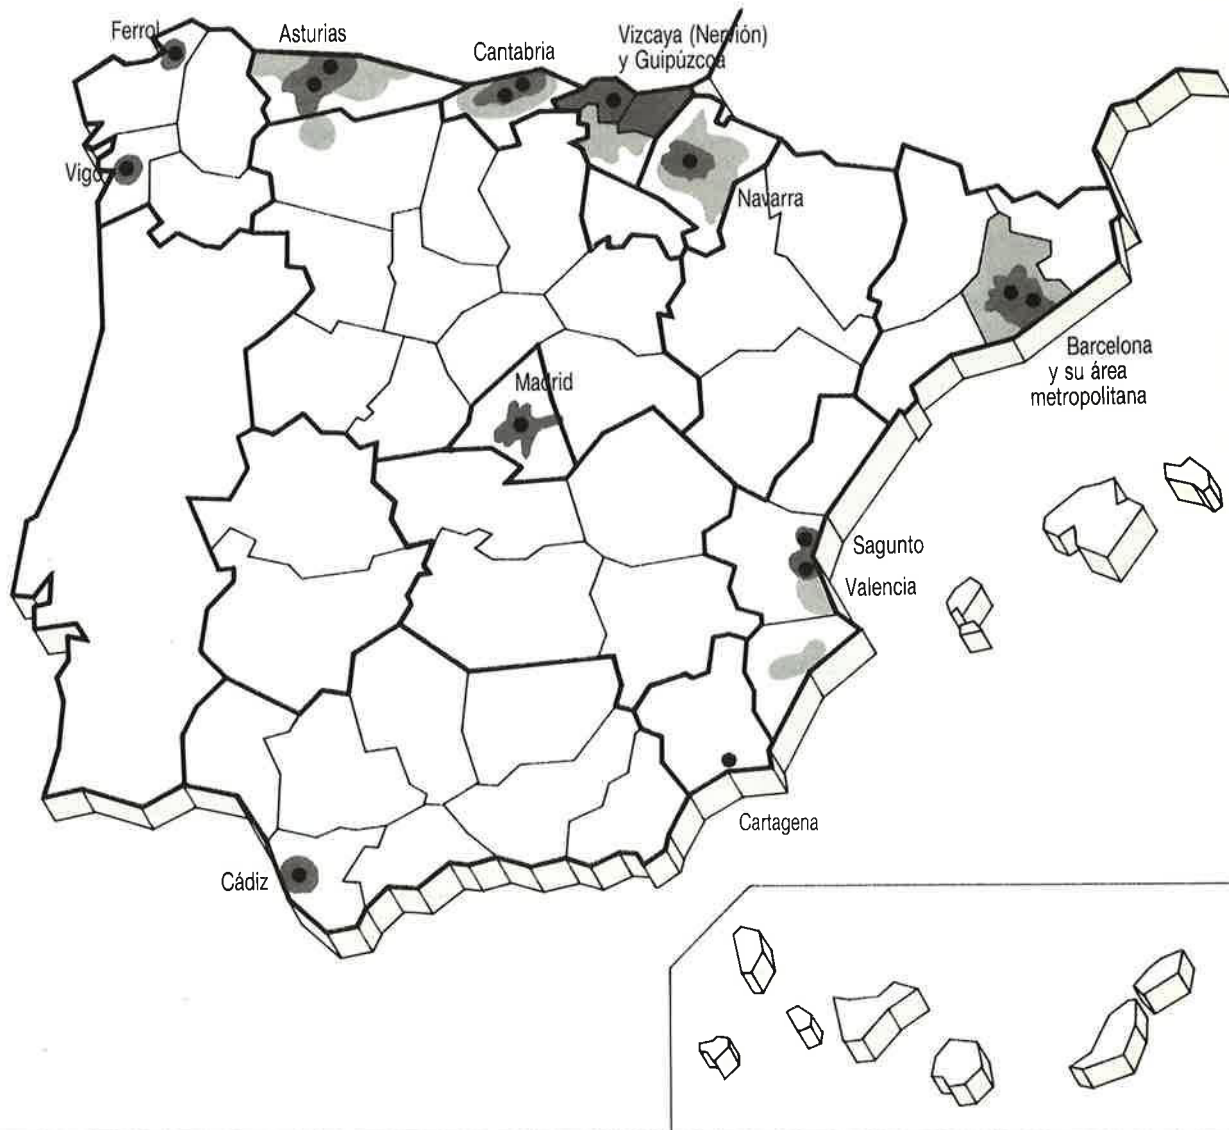 Ferrol
Asturias
Cantabria
Vizcaya (Nervión)
y Guipúzcoa
Vigo
Navarra
Barcelona
y su área
metropolitana
Madrid
Sagunto
Valencia
Cartagena
Cádiz